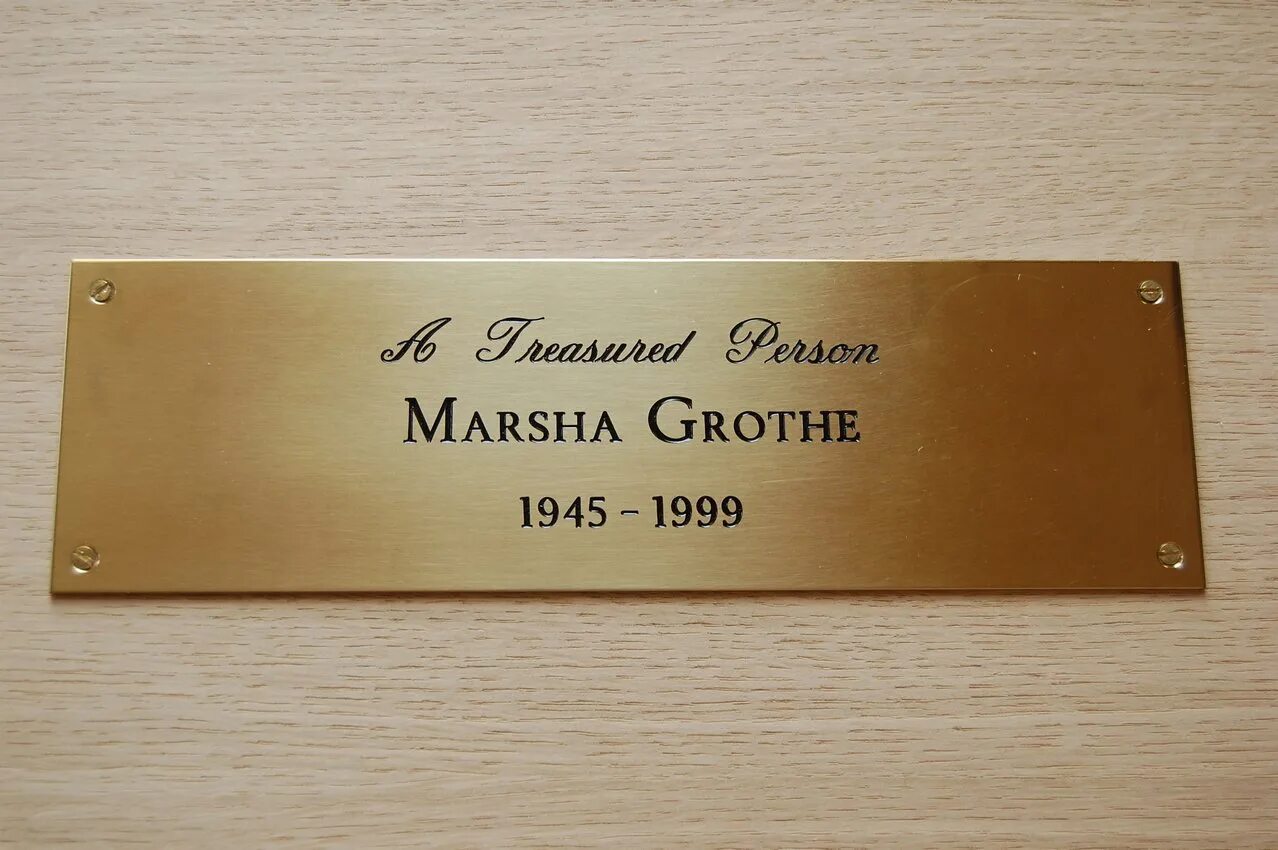 A Treasured Person
MARSHA GROTHE
1945 - 1999